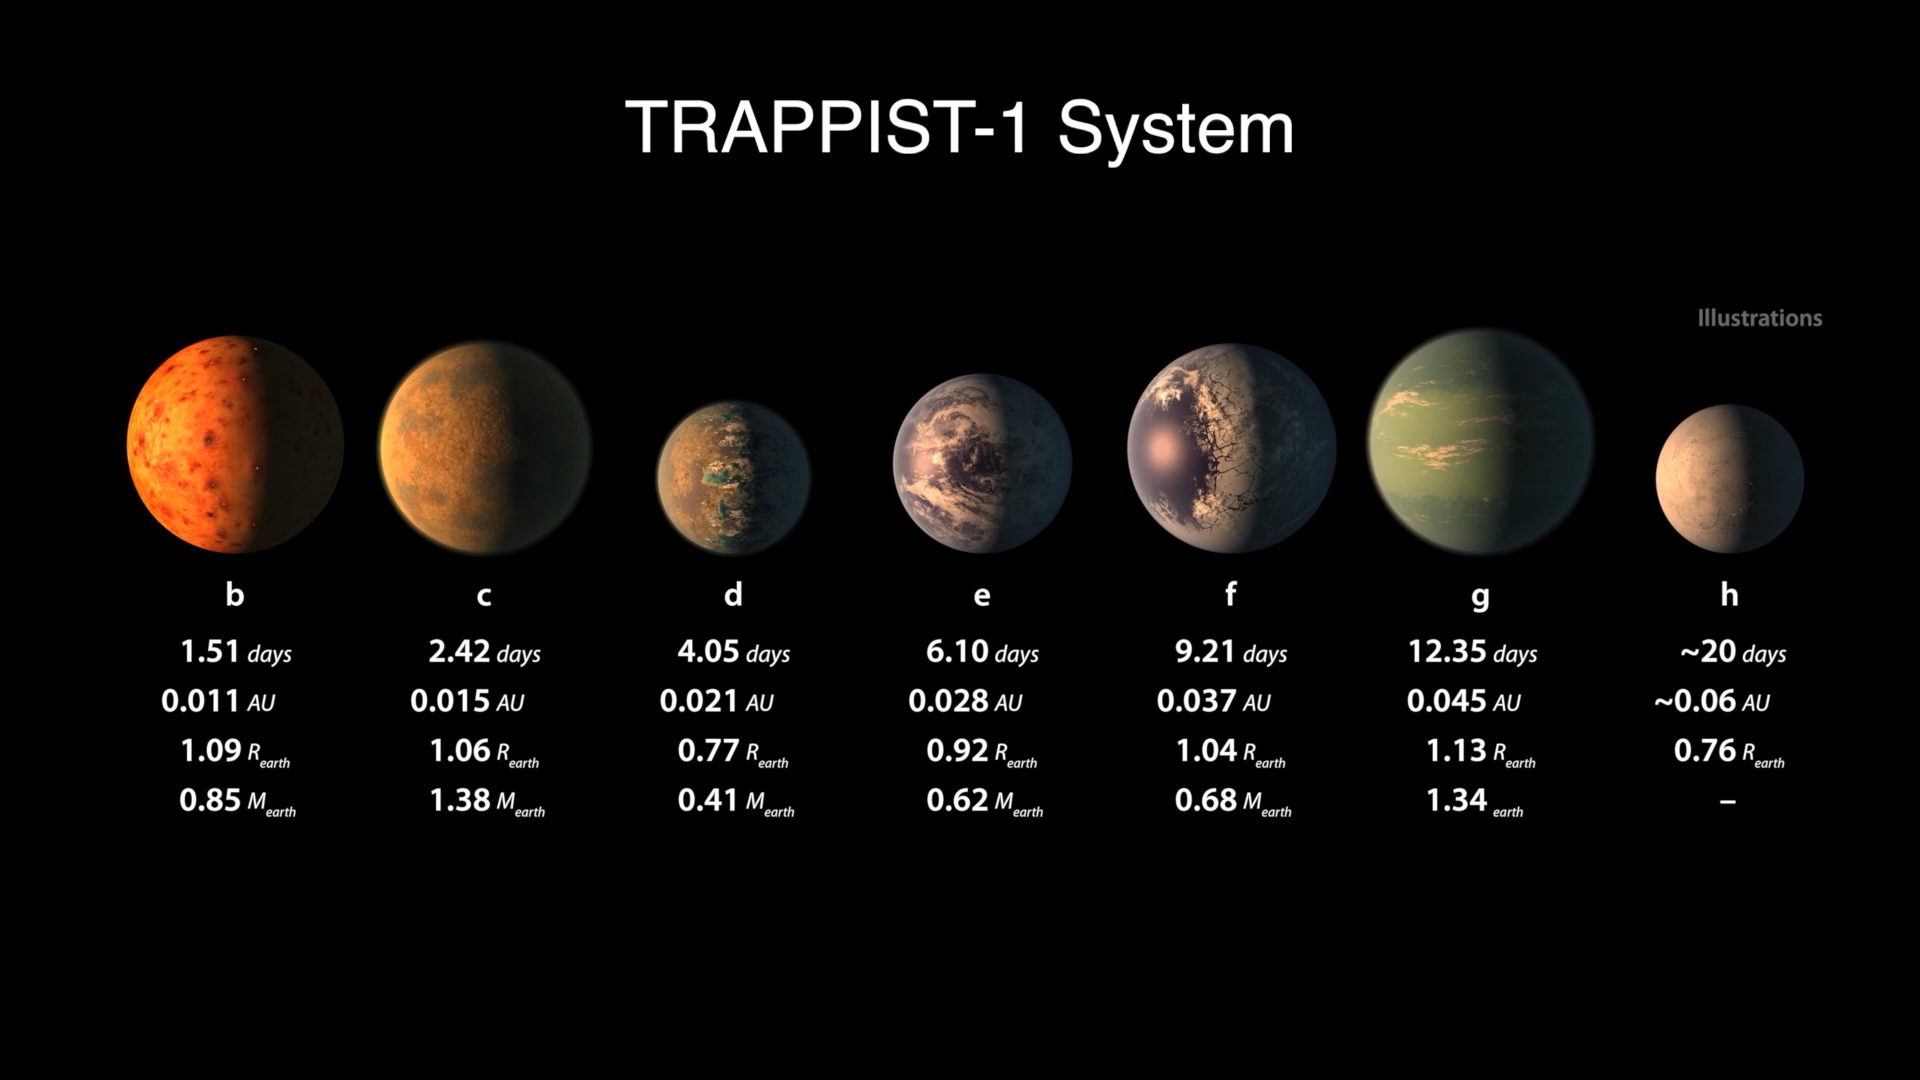 TRAPPIST-1 System
Illustrations
b c d e f g h
1.51 days 2.42 days 4.05 days 6.10 days 9.21 days 12.35 days ~20 days
0.011 AU 0.015 AU 0.021 AU 0.028 AU 0.037 AU 0.045 AU ~0.06 AU
1.09 Rearth 1.06 Rearth 0.77 Rearth 0.92 Rearth 1.04 Rearth 1.13 Rearth 0.76 Rearth
0.85 Mearth 1.38 Mearth 0.41 Mearth 0.62 Mearth 0.68 Mearth 1.34 earth –